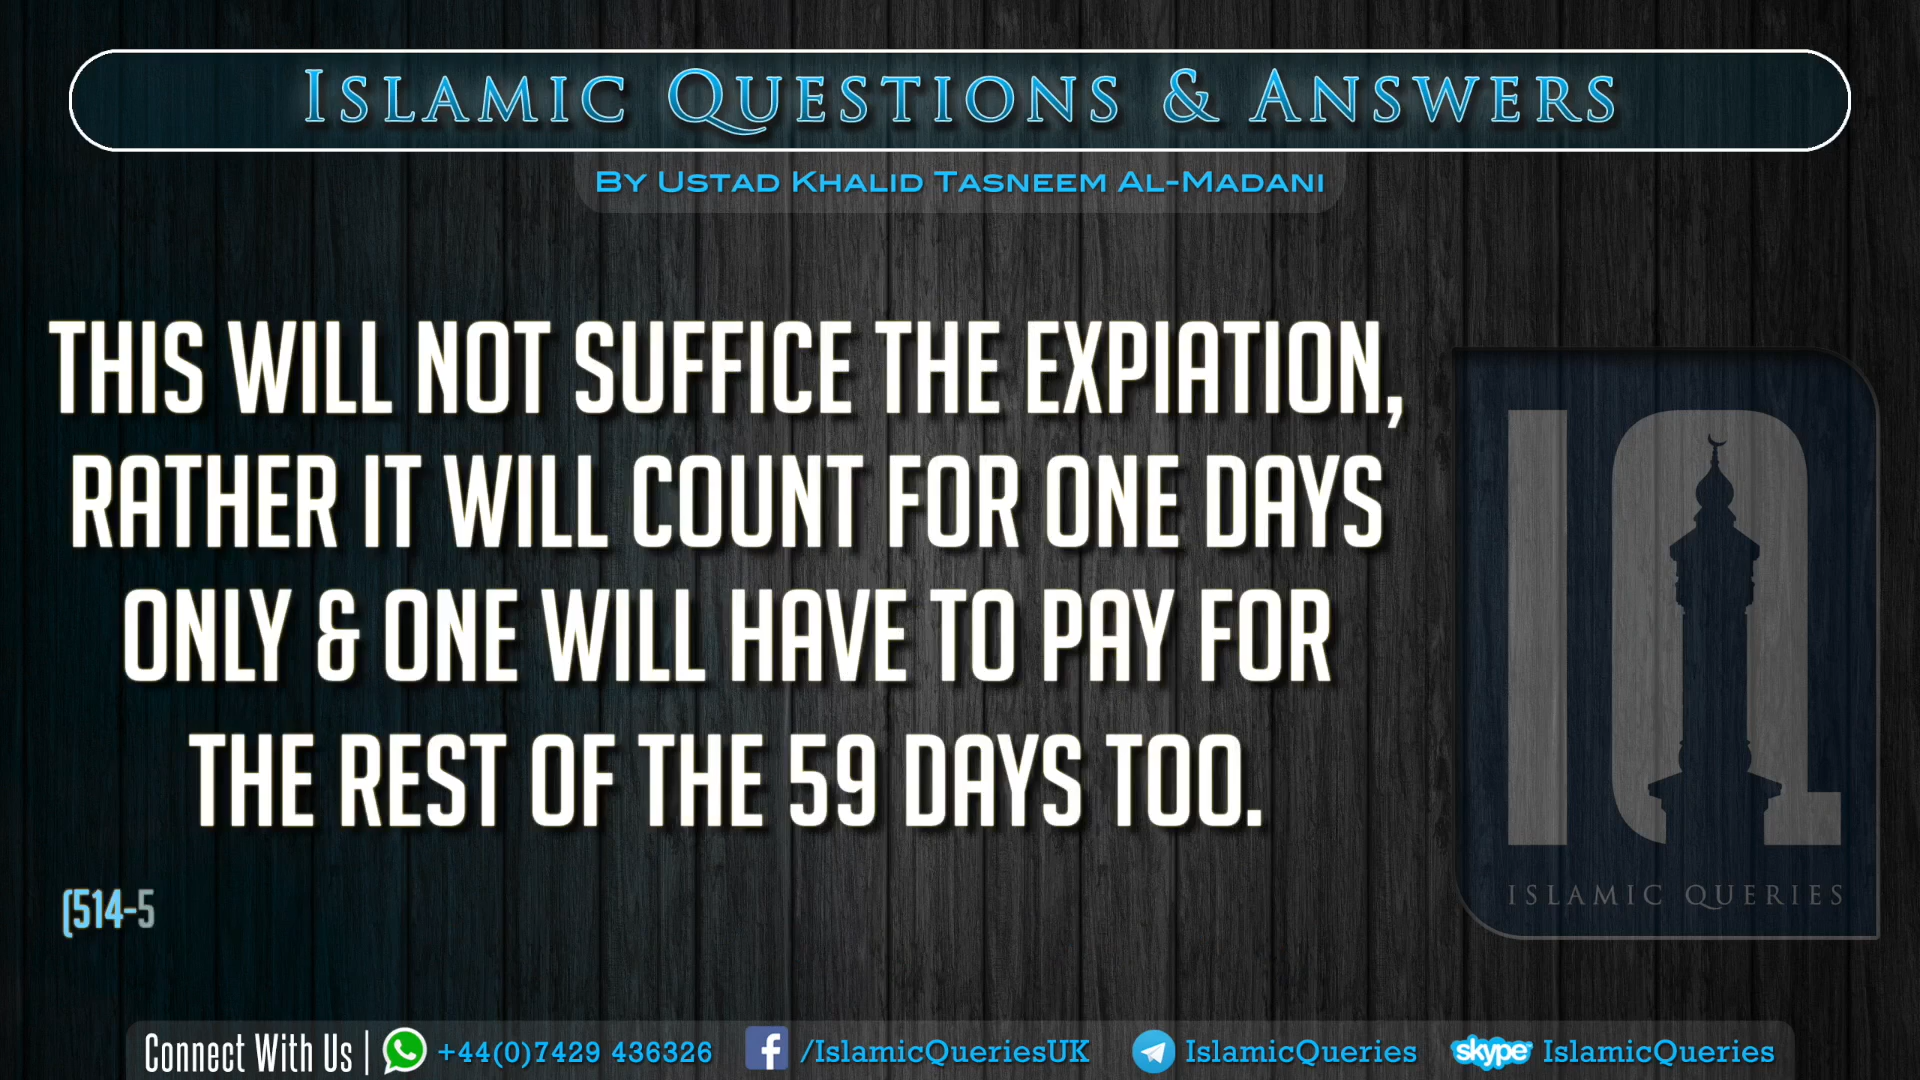 ISLAMIC QUESTIONS & ANSWERS
BY USTAD KHALID TASNEEM AL-MADANI
THIS WILL NOT SUFFICE THE EXPIATION,
RATHER IT WILL COUNT FOR ONE DAYS
ONLY & ONE WILL HAVE TO PAY FOR
THE REST OF THE 59 DAYS TOO.
(514-5
IQ
ISLAMIC QUERIES
Connect With Us | +44(0)7429 436326 f /IslamicQueriesUK IslamicQueries skype IslamicQueries